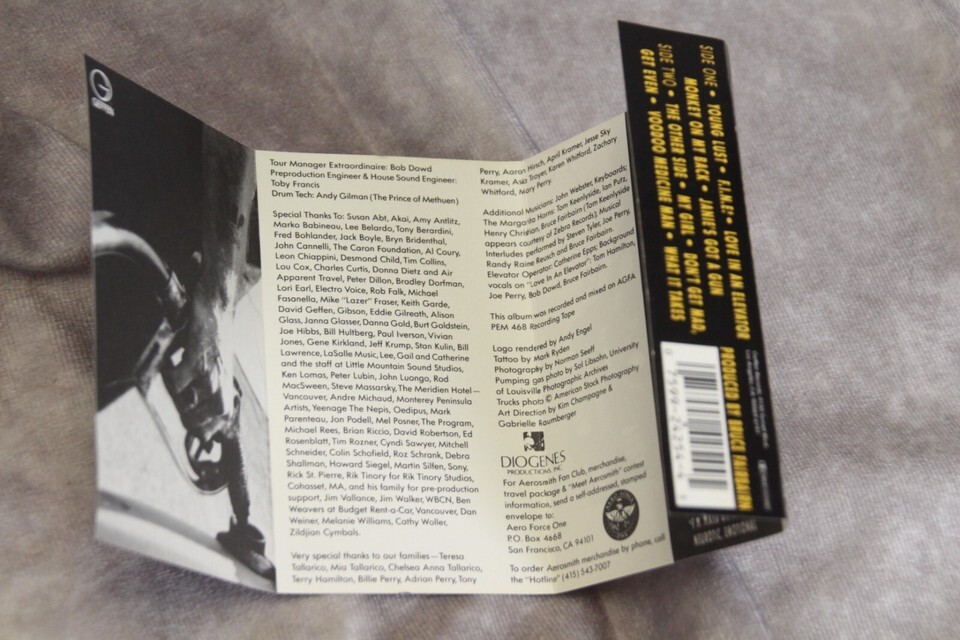 GEFFEN
Tour Manager Extraordinaire: Bob Dowd
Preproduction Engineer & House Sound Engineer:
Toby Francis
Drum Tech: Andy Gilman (The Prince of Methuen)
Special Thanks To: Susan Abt, Akai, Amy Antlitz,
Marka Babineau, Lee Belardo, Tony Berardini,
Fred Bohlander, Jack Boyle, Bryn Bridenthal,
John Cannelli, The Caron Foundation, Al Coury,
Leon Chiappini, Desmond Child, Tim Collins,
Lou Cox, Charles Curtis, Donna Dietz and Air
Apparent Travel, Peter Dillon, Bradley Dorfman,
Lori Earl, Electro Voice, Rob Falk, Michael
Fasanella, Mike "Lazer" Fraser, Keith Garde,
David Geffen, Gibson, Eddie Gilreath, Alison
Glass, Janna Glasser, Danna Gold, Burt Goldstein,
Joe Hibbs, Bill Hultberg, Paul Iverson, Vivian
Jones, Gene Kirkland, Jeff Krump, Stan Kulin, Bill
Lawrence, LaSalle Music, Lee, Gail and Catherine
and the staff at Little Mountain Sound Studios,
Ken Lomas, Peter Lubin, John Luongo, Rod
MacSween, Steve Massarsky, The Meridien Hotel—
Vancouver, Andre Michaud, Monterey Peninsula
Artists, Yeenage The Nepis, Oedipus, Mark
Parenteau, Jon Podell, Mel Posner, The Program,
Michael Rees, Brian Riccio, David Robertson, Ed
Rosenblatt, Tim Rozner, Cyndi Sawyer, Mitchell
Schneider, Colin Schofield, Roz Schrank, Debra
Shallman, Howard Siegel, Martin Silfen, Sony,
Rick St. Pierre, Rik Tinory for Rik Tinory Studios,
Cohasset, MA, and his family for pre-production
support, Jim Vallance, Jim Walker, WBCN, Ben
Weavers at Budget Rent-a-Car, Vancouver, Dan
Weiner, Melanie Williams, Cathy Waller,
Zildjian Cymbals.
Very special thanks to our families—Teresa
Tallarico, Mia Tallarico, Chelsea Anna Tallarico,
Terry Hamilton, Billie Perry, Adrian Perry, Tony
Perry, Aaron Hirsch, April Kramer, Jesse Sky
Kramer, Asia Troyer, Karen Whitford, Zachary
Whitford, Mary Perry.
Additional Musicians: John Webster, Keyboards;
The Margarita Horns: Tom Keenlyside, Ian Putz,
Henry Christian, Bruce Fairbairn (Tom Keenlyside
appears courtesy of Zebra Records); Musical
Interludes performed by Steven Tyler, Joe Perry,
Randy Raine Reusch and Bruce Fairbairn.
Elevator Operator: Catherine Epps; Background
vocals on "Love In An Elevator": Tom Hamilton,
Joe Perry, Bob Dowd, Bruce Fairbairn.
This album was recorded and mixed on AGFA
PEM 468 Recording Tape
Logo rendered by Andy Engel
Tattoo by Mark Ryden
Photography by Norman Seeff
Pumping gas photo by Sol Libsohn, University
of Louisville Photographic Archives
Trucks photo © American Stock Photography
Art Direction by Kim Champagne &
Gabrielle Raumberger
DIOGENES
PRODUCTIONS, INC.
For Aerosmith Fan Club, merchandise,
travel package & "Meet Aerosmith" contest
information, send a self-addressed, stamped
envelope to:
Aero Force One
P.O. Box 4668
San Francisco, CA 94101
To order Aerosmith merchandise by phone, call
the "Hotline" (415) 543-7007
SIDE ONE • YOUNG LUST • F.I.N.E. • LOVE IN AN ELEVATOR
MONKEY ON MY BACK • JANIE'S GOT A GUN
SIDE TWO • THE OTHER SIDE • MY GIRL • DON'T GET MAD,
GET EVEN • VOODOO MEDICINE MAN • WHAT IT TAKES
PRODUCED BY BRUCE FAIRBAIRN